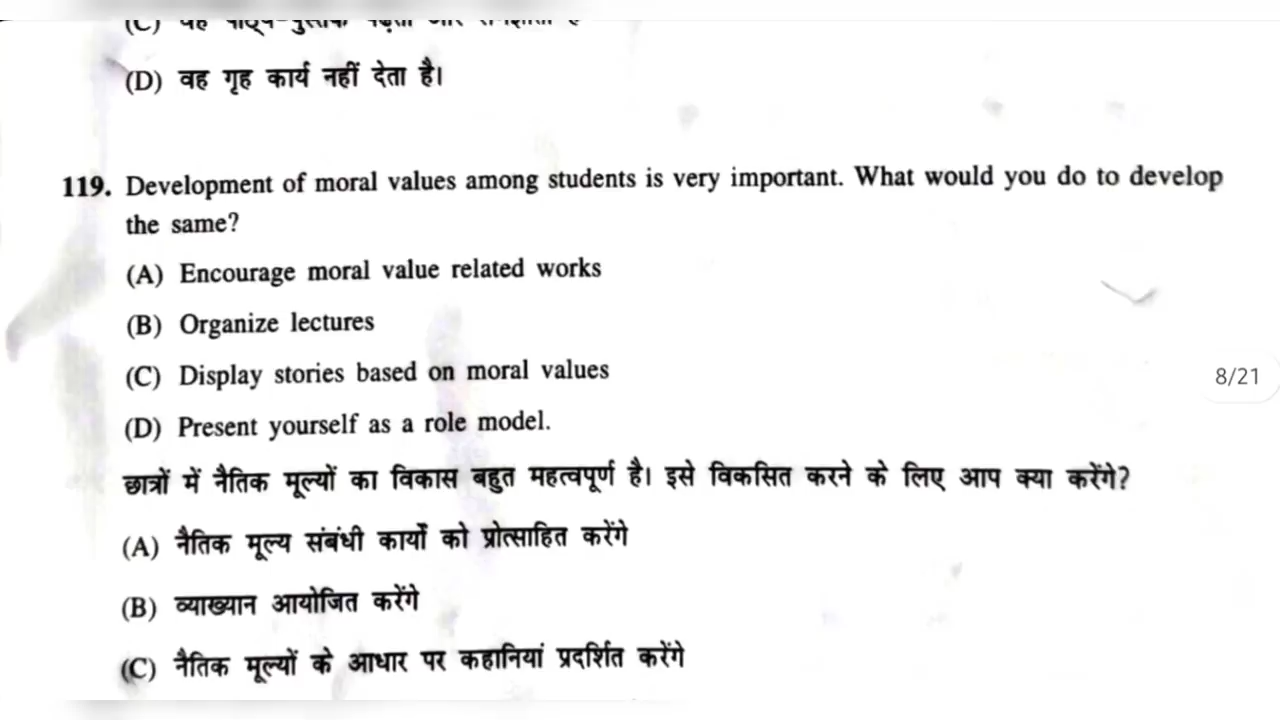 (D) वह गृह कार्य नहीं देता है।
119. Development of moral values among students is very important. What would you do to develop
the same?
(A) Encourage moral value related works
(B) Organize lectures
(C) Display stories based on moral values
8/21
(D) Present yourself as a role model.
छात्रों में नैतिक मूल्यों का विकास बहुत महत्वपूर्ण है। इसे विकसित करने के लिए आप क्या करेंगे?
(A) नैतिक मूल्य संबंधी कार्यों को प्रोत्साहित करेंगे
(B) व्याख्यान आयोजित करेंगे
(C) नैतिक मूल्यों के आधार पर कहानियां प्रदर्शित करेंगे